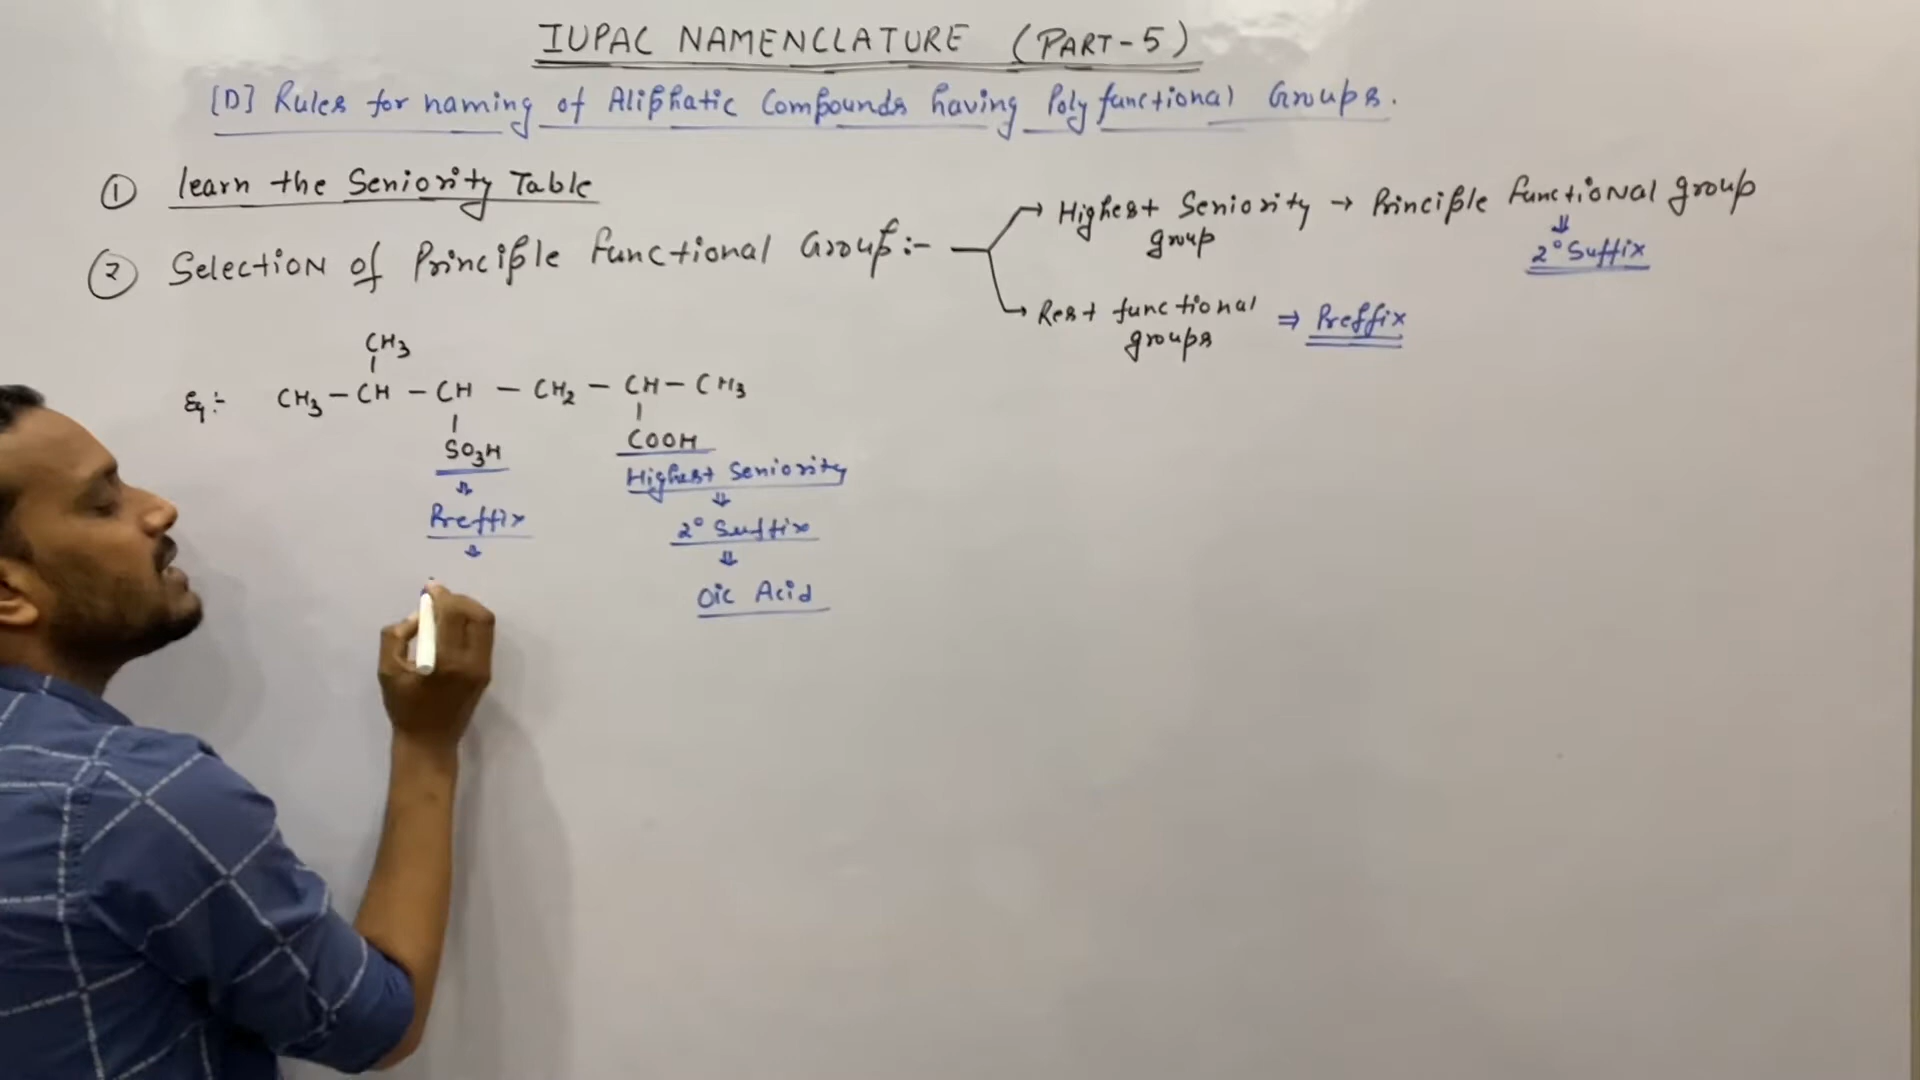 IUPAC NAMENCLATURE (PART-5)
[D] Rules for naming of Aliphatic Compounds having Poly functional Groups.
① learn the Seniority Table
② Selection of Principle functional Group:-
Highest Seniority → Principle functional group
group
⇓
2° Suffix
Rest functional ⇒ Preffix
groups
CH3
|
Eg:- CH3 — CH — CH — CH2 — CH — CH3
| |
SO3H COOH
⇓ Highest Seniority
Preffix ⇓
⇓ 2° Suffix
⇓
Oic Acid